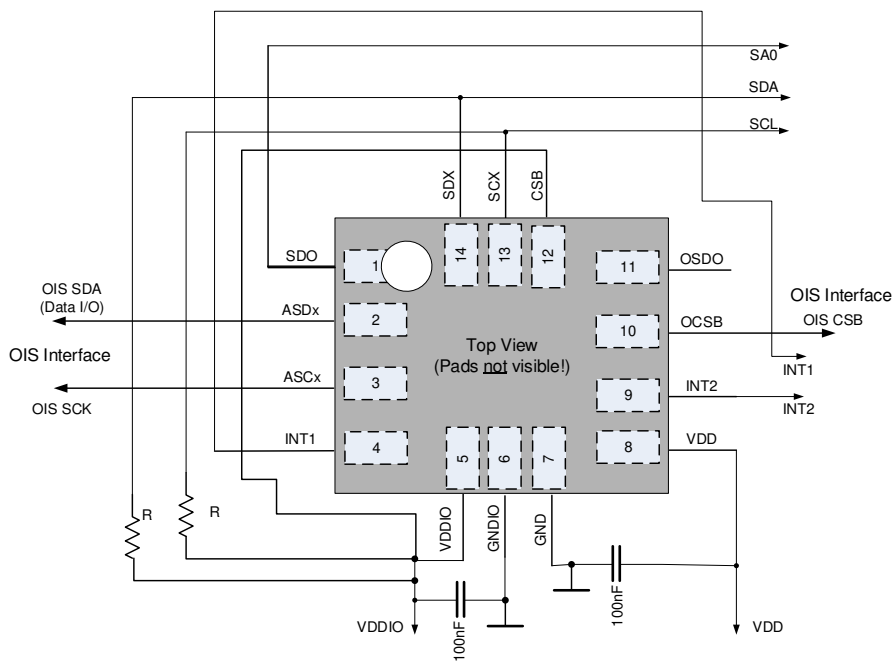 SA0
SDA
SCL
SDX
SCX
CSB
SDO
1
14
13
12
11
OSDO
OIS SDA
(Data I/O)
ASDx
2
OIS Interface
OIS CSB
10
OCSB
Top View
(Pads not visible!)
OIS Interface
ASCx
3
INT1
9
INT2
INT2
OIS SCK
INT1
4
5
6
7
8
VDD
R
R
VDDIO
GNDIO
GND
100nF
100nF
VDDIO
VDD